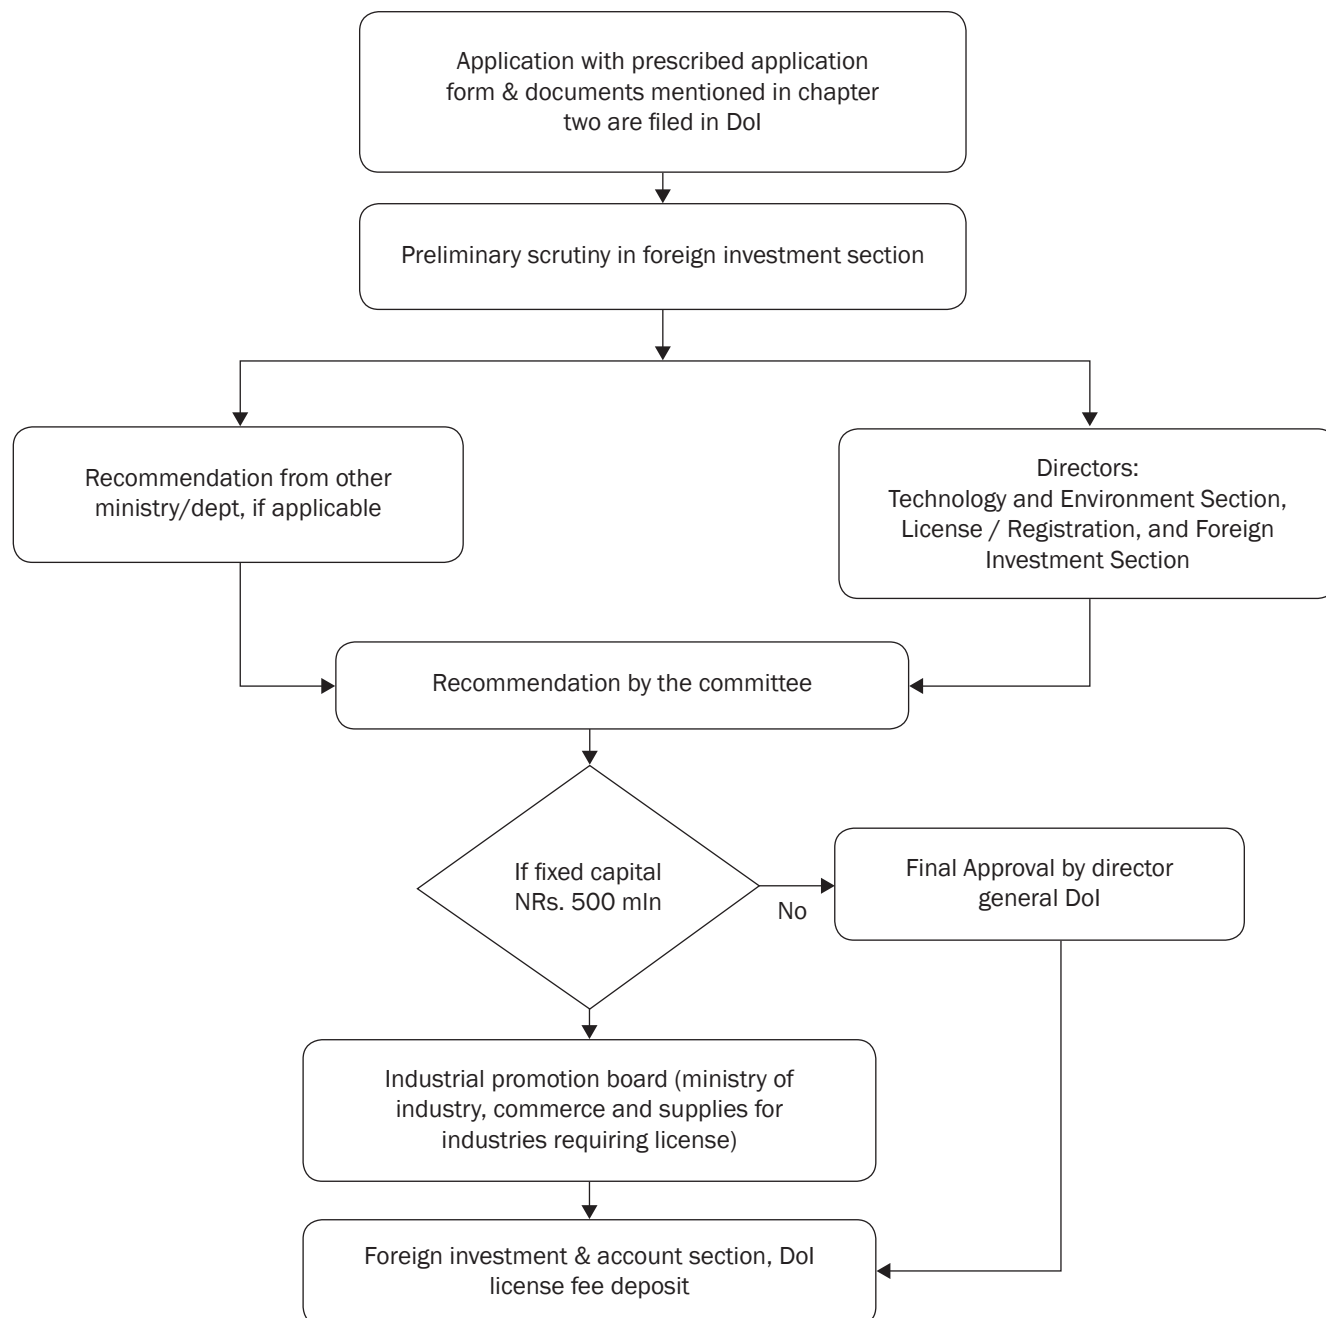 Application with prescribed application
form & documents mentioned in chapter
two are filed in DoI
Preliminary scrutiny in foreign investment section
Recommendation from other
ministry/dept, if applicable
Directors:
Technology and Environment Section,
License / Registration, and Foreign
Investment Section
Recommendation by the committee
If fixed capital
NRs. 500 mln
No
Final Approval by director
general DoI
Industrial promotion board (ministry of
industry, commerce and supplies for
industries requiring license)
Foreign investment & account section, DoI
license fee deposit